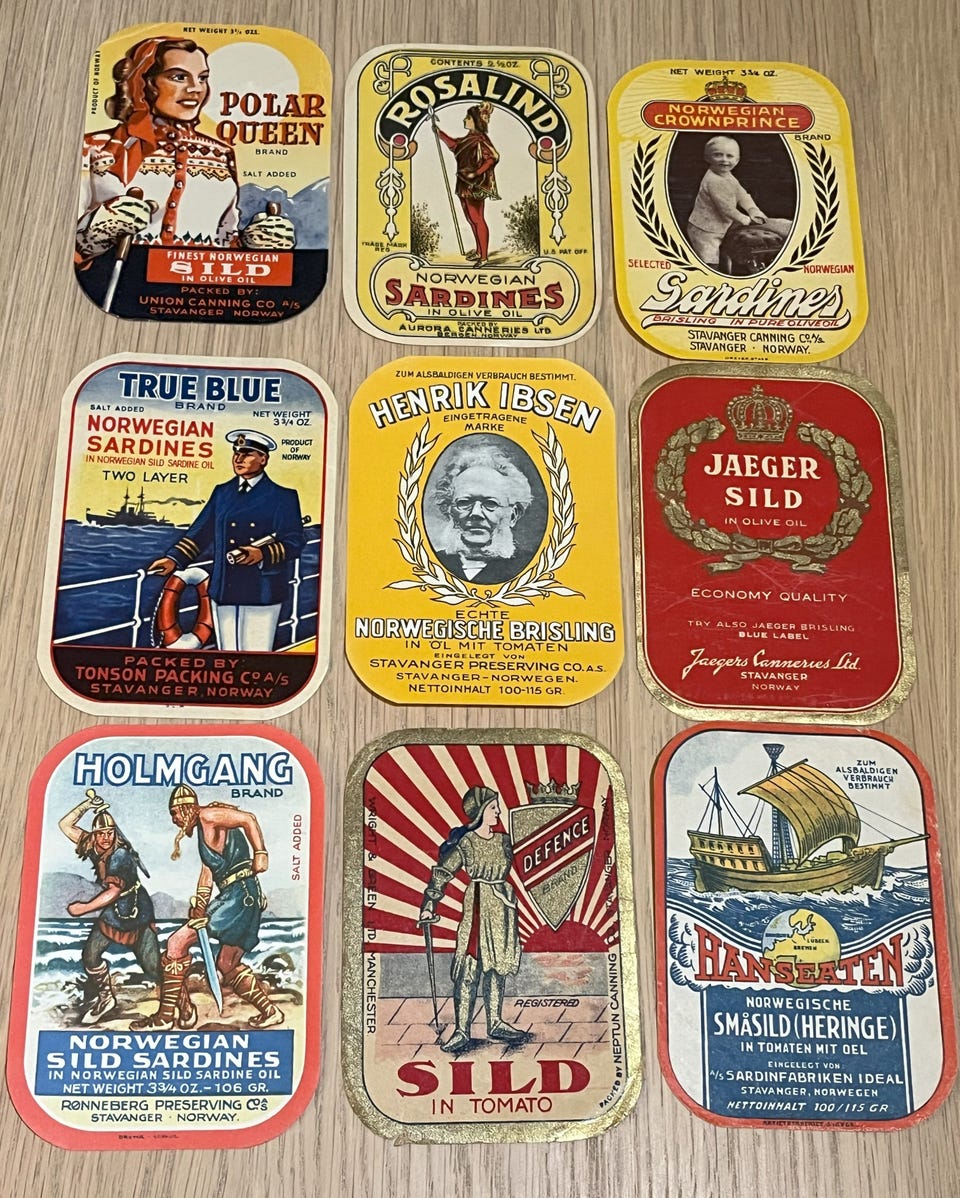 NET WEIGHT 3¾ OZS.
PRODUCT OF NORWAY
POLAR
QUEEN
BRAND
SALT ADDED
FINEST NORWEGIAN
SILD
IN OLIVE OIL
PACKED BY:
UNION CANNING CO A/S
STAVANGER NORWAY
CONTENTS 2½OZ.
ROSALIND
TRADE MARK
REG.
U.S. PAT. OFF.
NORWEGIAN
SARDINES
IN OLIVE OIL
PACKED BY
AURORA CANNERIES LTD
BERGEN NORWAY
NET WEIGHT 3¾ OZ.
NORWEGIAN
CROWNPRINCE
BRAND
SELECTED
NORWEGIAN
Sardines
BRISLING IN PURE OLIVE OIL
STAVANGER CANNING Co. A/S.
STAVANGER · NORWAY.
TRUE BLUE
BRAND
SALT ADDED
NET WEIGHT
3¾ OZ.
NORWEGIAN
SARDINES
IN NORWEGIAN SILD SARDINE OIL
TWO LAYER
PRODUCT
OF
NORWAY
PACKED BY:
TONSON PACKING Co A/S
STAVANGER, NORWAY
ZUM ALSBALDIGEN VERBRAUCH BESTIMMT.
HENRIK IBSEN
EINGETRAGENE
MARKE
ECHTE
NORWEGISCHE BRISLING
IN ÖL MIT TOMATEN
EINGELEGT VON
STAVANGER PRESERVING CO. A.S.
STAVANGER - NORWEGEN.
NETTOINHALT 100-115 GR.
JAEGER
SILD
IN OLIVE OIL
ECONOMY QUALITY
TRY ALSO JAEGER BRISLING
BLUE LABEL
Jaegers Canneries Ltd.
STAVANGER
NORWAY
HOLMGANG
BRAND
SALT ADDED
NORWEGIAN
SILD SARDINES
IN NORWEGIAN SILD SARDINE OIL
NET WEIGHT 3¾ OZ. - 106 GR.
RØNNEBERG PRESERVING Co A/S
STAVANGER · NORWAY.
WRIGHT & GREEN LTD, MANCHESTER
DEFENCE
BRAND
REGISTERED
PACKED BY NEPTUN CANNING
NORWAY
SILD
IN TOMATO
ZUM
ALSBALDIGEN
VERBRAUCH
BESTIMMT
LÜBECK
BREMEN
HANSEATEN
NORWEGISCHE
SMÅSILD (HERINGE)
IN TOMATEN MIT OEL
EINGELEGT VON:
A/S SARDINFABRIKEN IDEAL
STAVANGER, NORWEGEN
NETTOINHALT 100/115 GR